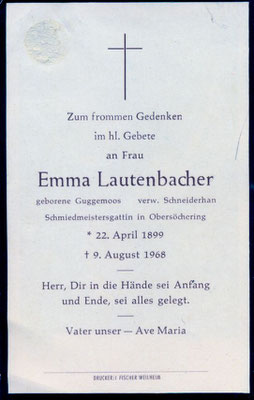 Zum frommen Gedenken
im hl. Gebete
an Frau
Emma Lautenbacher
geborene Guggemoos verw. Schneiderhan
Schmiedmeistersgattin in Obersöchering
* 22. April 1899
† 9. August 1968
Herr, Dir in die Hände sei Anfang
und Ende, sei alles gelegt.
Vater unser — Ave Maria
DRUCKEREI FISCHER WEILHEIM